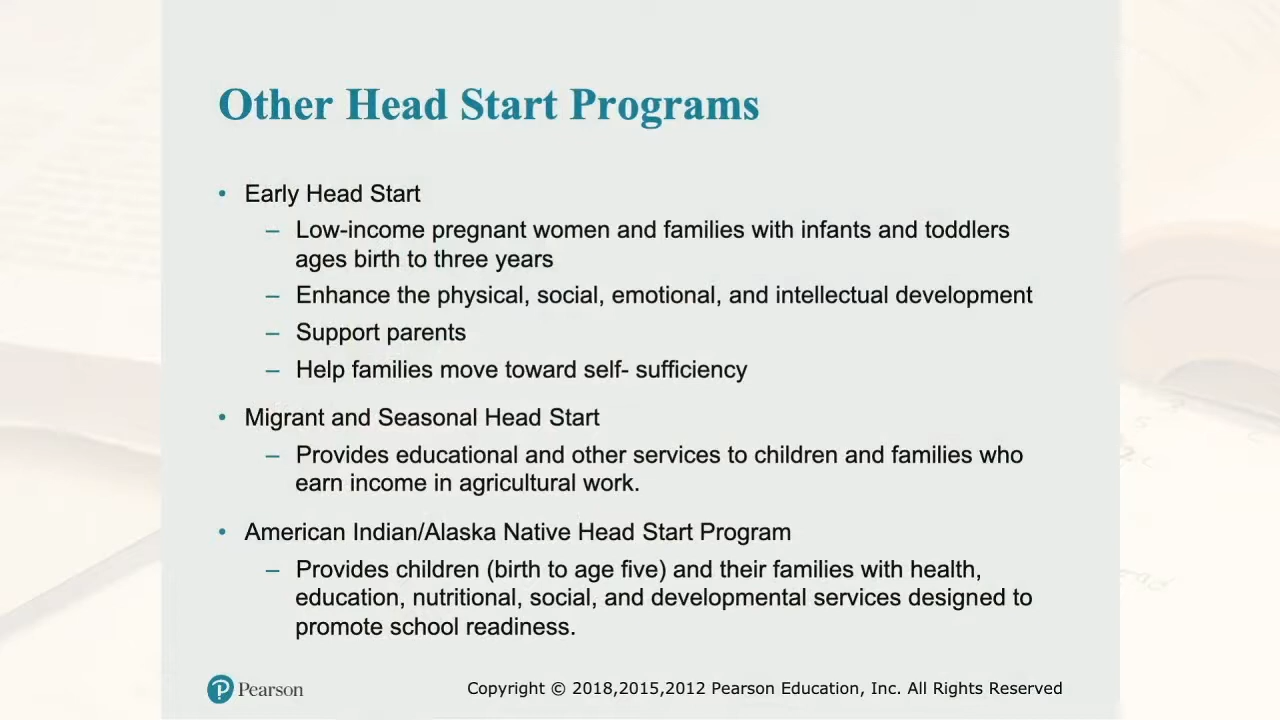 Other Head Start Programs
• Early Head Start
– Low-income pregnant women and families with infants and toddlers
ages birth to three years
– Enhance the physical, social, emotional, and intellectual development
– Support parents
– Help families move toward self- sufficiency
• Migrant and Seasonal Head Start
– Provides educational and other services to children and families who
earn income in agricultural work.
• American Indian/Alaska Native Head Start Program
– Provides children (birth to age five) and their families with health,
education, nutritional, social, and developmental services designed to
promote school readiness.
Pearson
Copyright © 2018,2015,2012 Pearson Education, Inc. All Rights Reserved